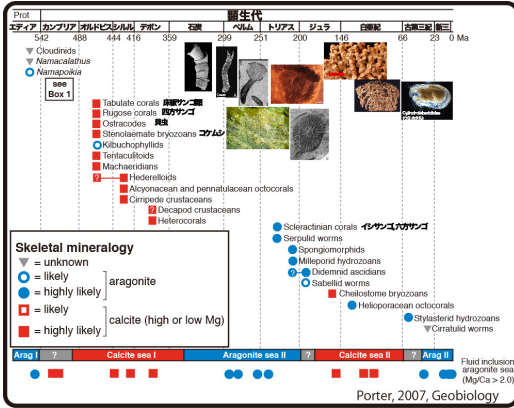 Prot
顕生代
エディア カンブリア オルドビス シルル デボン 石炭 ペルム トリアス ジュラ 白亜紀 古第三紀 新三
542 488 444 416 359 299 251 200 146 66 23 0 Ma
Cloudinids
Namacalathus
Namapoikia
see
Box 1
Tabulate corals 床板サンゴ類
Rugose corals 四方サンゴ
Ostracodes 貝虫
Stenolaemate bryozoans コケムシ
Kilbuchophyllids
Tentaculitoids
Machaeridians
? Hederelloids
Alcyonacean and pennatulacean octocorals
Cirripede crustaceans
? Decapod crustaceans
Heterocorals
Scleractinian corals イシサンゴ,六方サンゴ
Serpulid worms
Spongiomorphids
Milleporid hydrozoans
? Didemnid ascidians
Sabellid worms
Cheilostome bryozoans
Helioporacean octocorals
Stylasterid hydrozoans
Cirratulid worms
Skeletal mineralogy
= unknown
= likely
= highly likely
aragonite
= likely
= highly likely
calcite (high or low Mg)
Arag I ? Calcite sea I Aragonite sea II ? Calcite sea II ? Arag II
Fluid inclusion
aragonite sea
(Mg/Ca > 2.0)
Porter, 2007, Geobiology